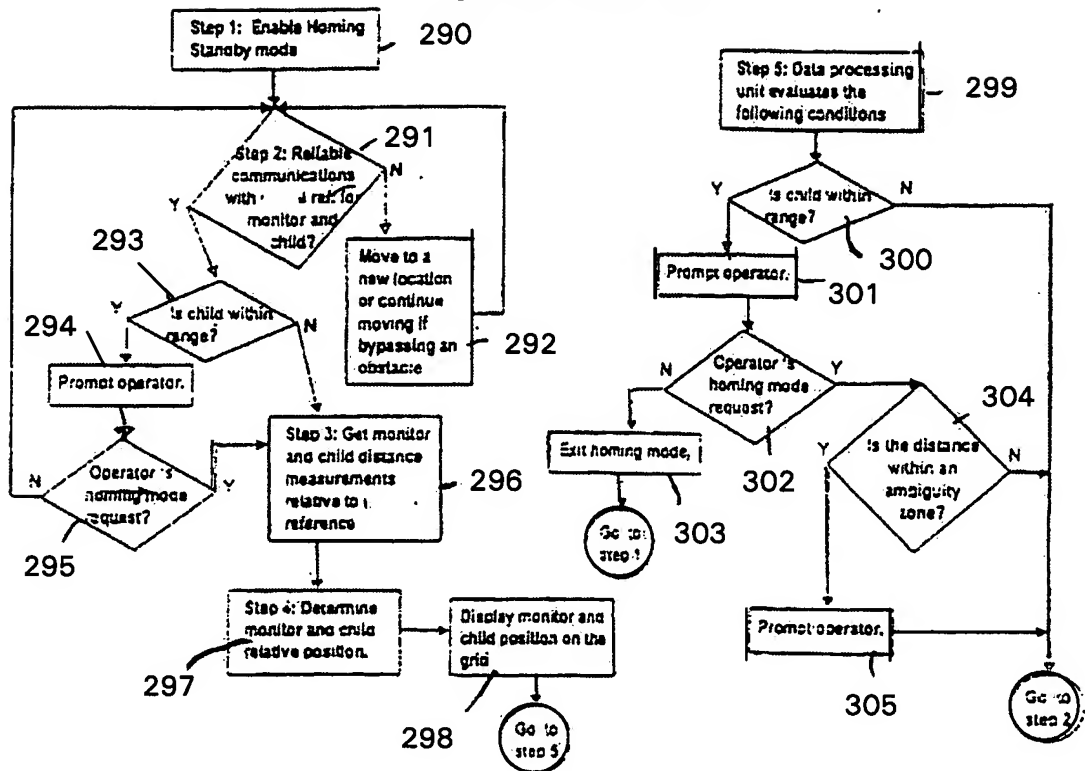 Step 1: Enable Homing
Standby mode
290
291
Step 2: Reliable
communications
with
ref. for
monitor and
child?
Y
N
Move to a
new location
or continue
moving if
bypassing an
obstacle
292
293
Is child within
range?
Y
N
294
Prompt operator.
Operator's
homing mode
request?
N
Y
295
Step 3: Get monitor
and child distance
measurements
relative to
reference
296
Step 4: Determine
monitor and child
relative position.
297
Display monitor and
child position on the
grid
298
Go to
step 5
Step 5: Data processing
unit evaluates the
following conditions
299
Is child within
range?
Y
N
300
Prompt operator.
301
Operator's
homing mode
request?
N
Y
302
Exit homing mode,
303
Go to
step 1
304
Is the distance
within an
ambiguity
zone?
Y
N
Prompt operator.
305
Go to
step 2